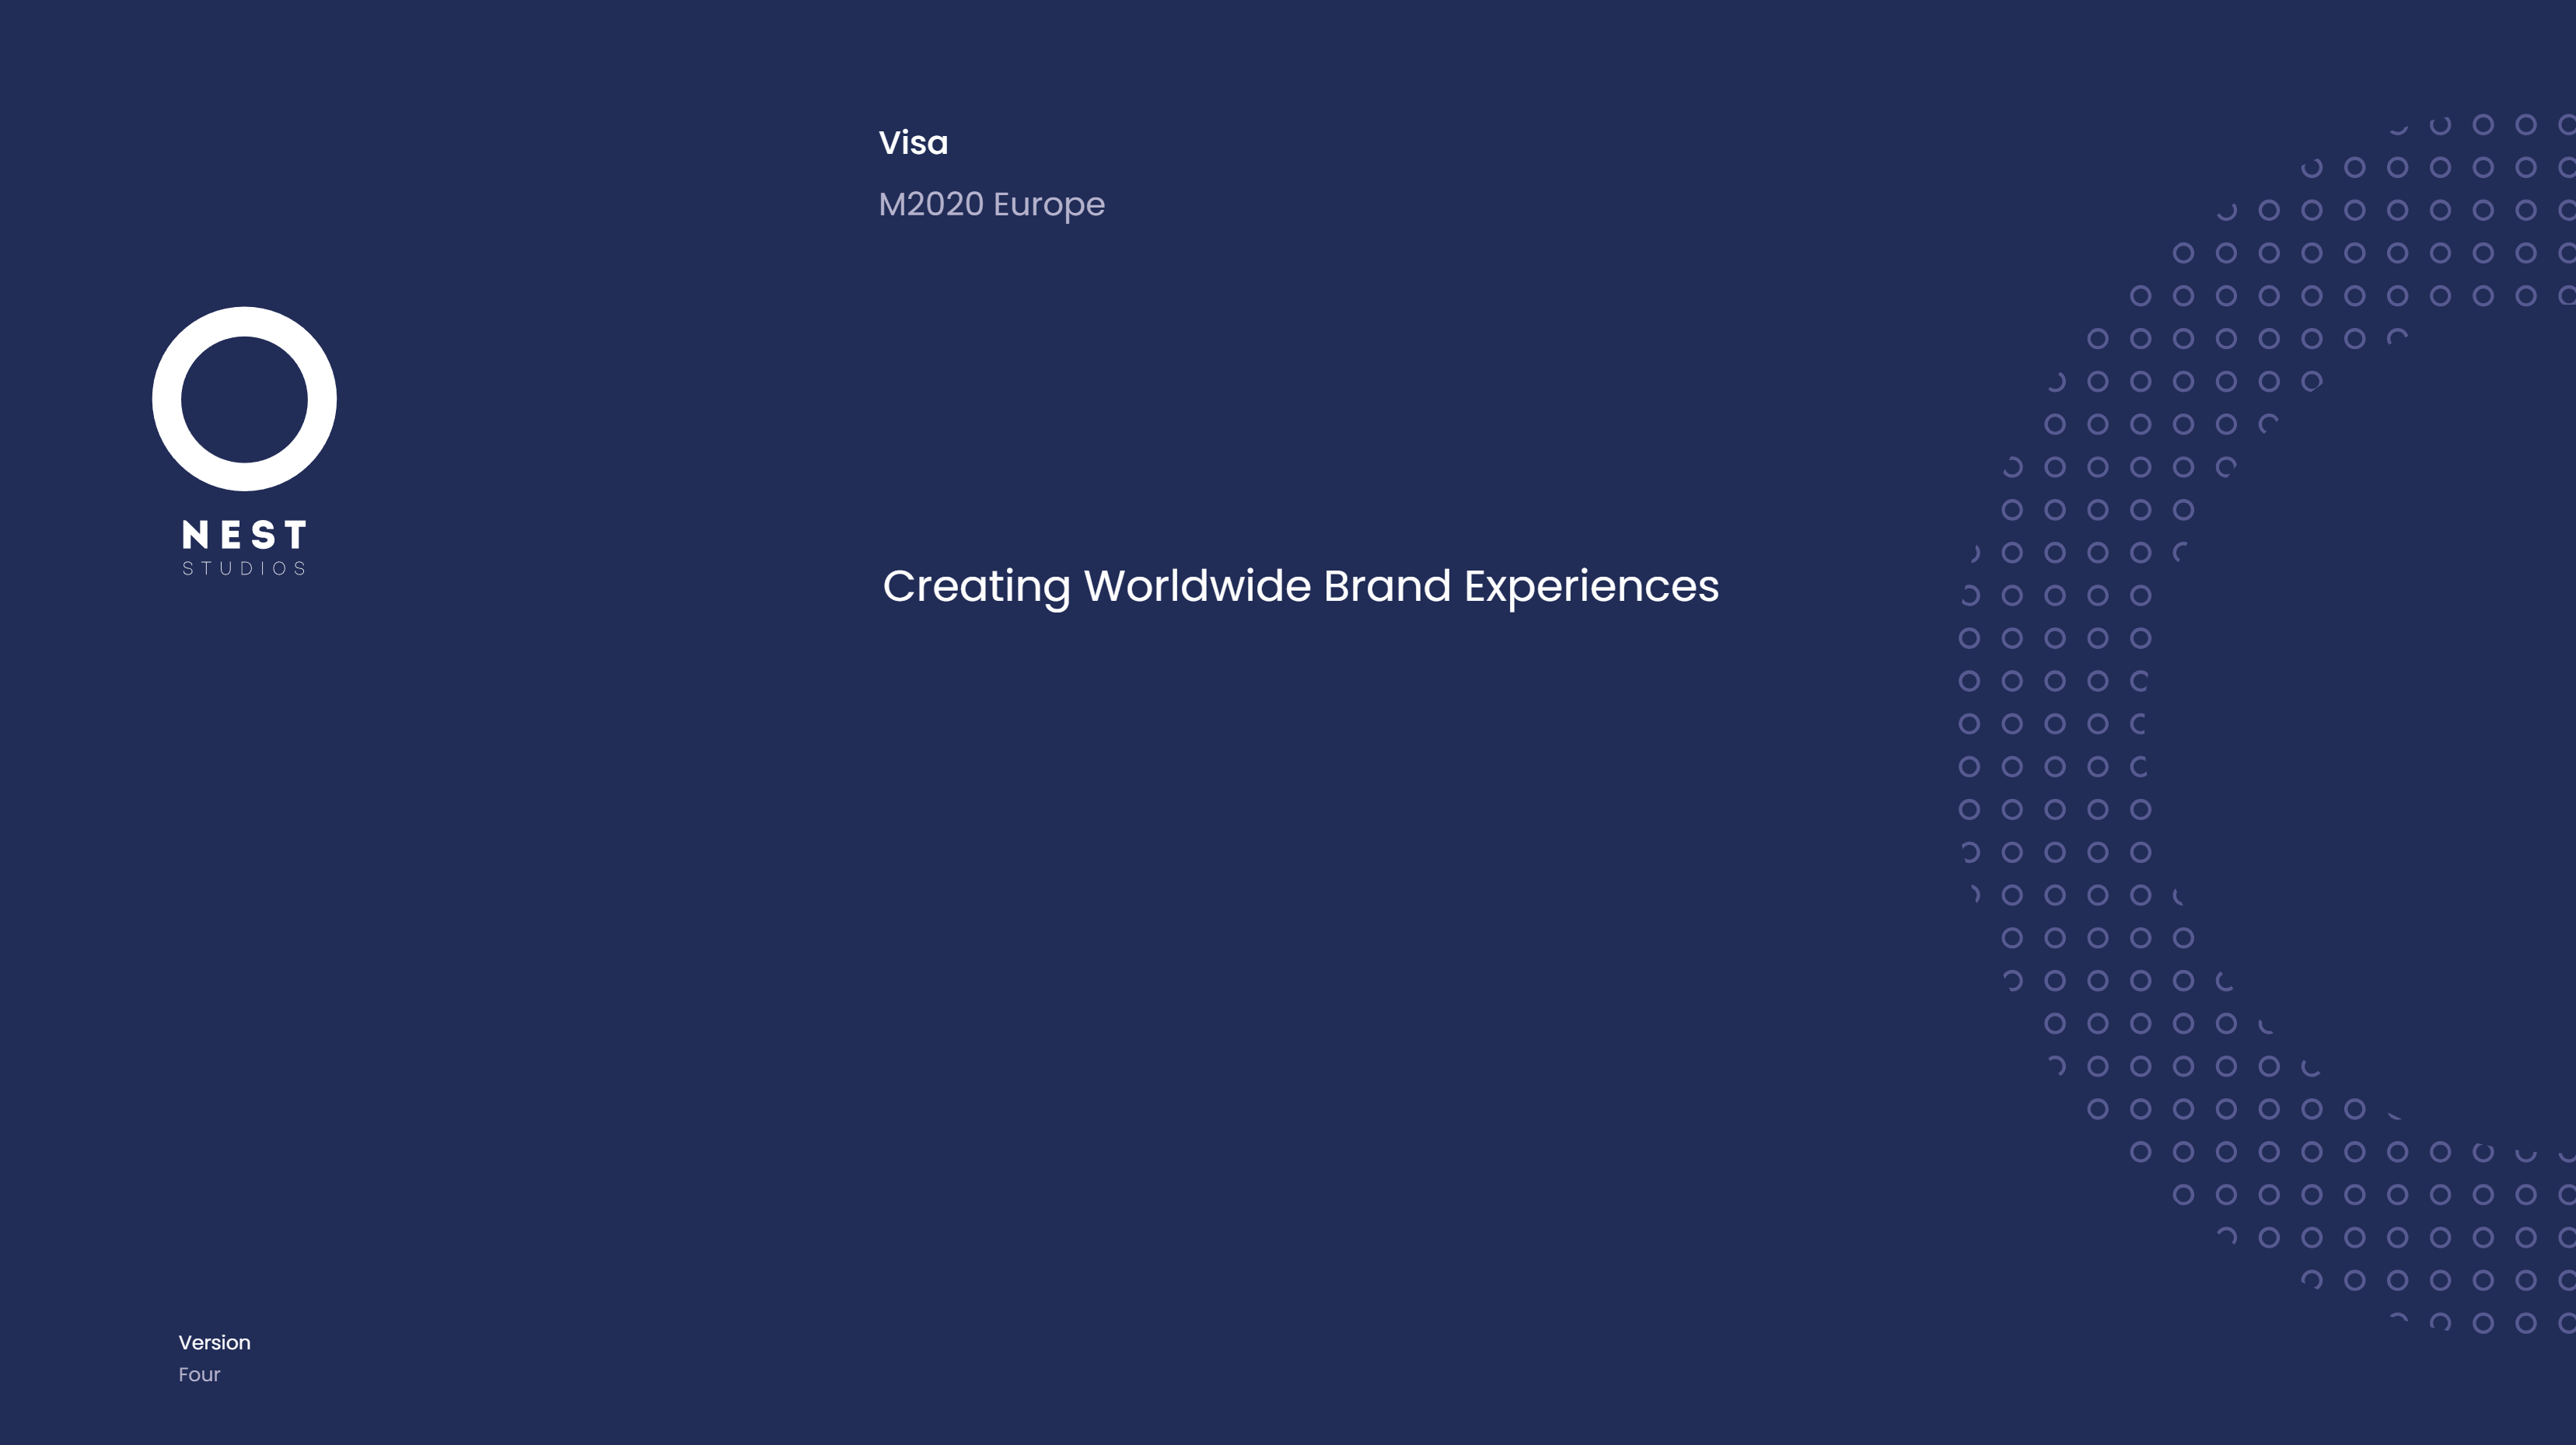 Visa
M2020 Europe
NEST
STUDIOS
Creating Worldwide Brand Experiences
Version
Four